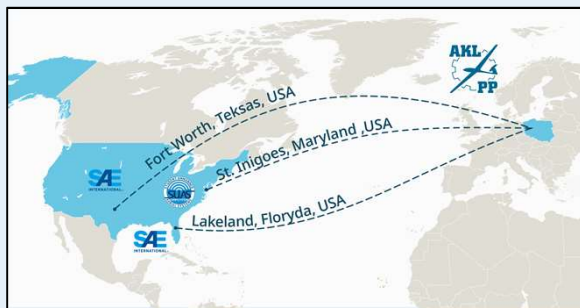 AKL
PP
Fort Worth, Teksas, USA
St. Inigoes, Maryland, USA
SAE
INTERNATIONAL
SUAS
Lakeland, Floryda, USA
SAE
INTERNATIONAL